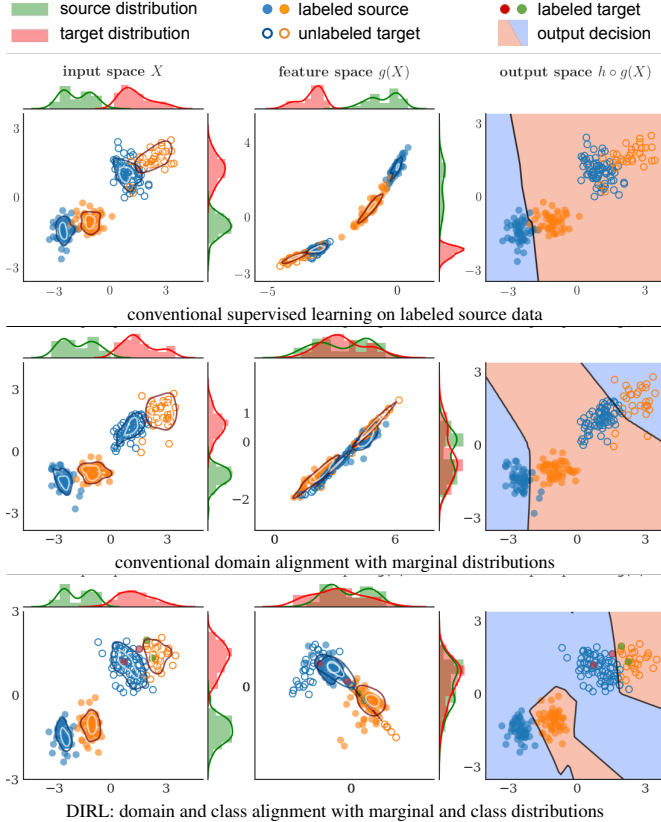 source distribution labeled source labeled target
target distribution unlabeled target output decision
input space X feature space g(X) output space h ∘ g(X)
3 4 3
0 2 0
0
−3 −3 −3
−3 0 3 −5 0 −3 0 3
conventional supervised learning on labeled source data
3 3
1
0 0 0
−2
−3 −3
−3 0 3 0 6 −3 0 3
conventional domain alignment with marginal distributions
3 3
0 0 0
−3 −3
−3 0 3 0 −3 0 3
DIRL: domain and class alignment with marginal and class distributions